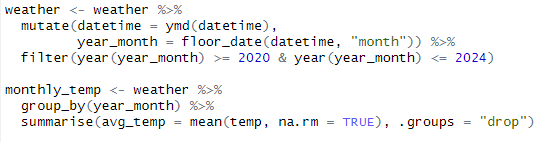 weather <- weather %>%
  mutate(datetime = ymd(datetime),
         year_month = floor_date(datetime, "month")) %>%
  filter(year(year_month) >= 2020 & year(year_month) <= 2024)

monthly_temp <- weather %>%
  group_by(year_month) %>%
  summarise(avg_temp = mean(temp, na.rm = TRUE), .groups = "drop")